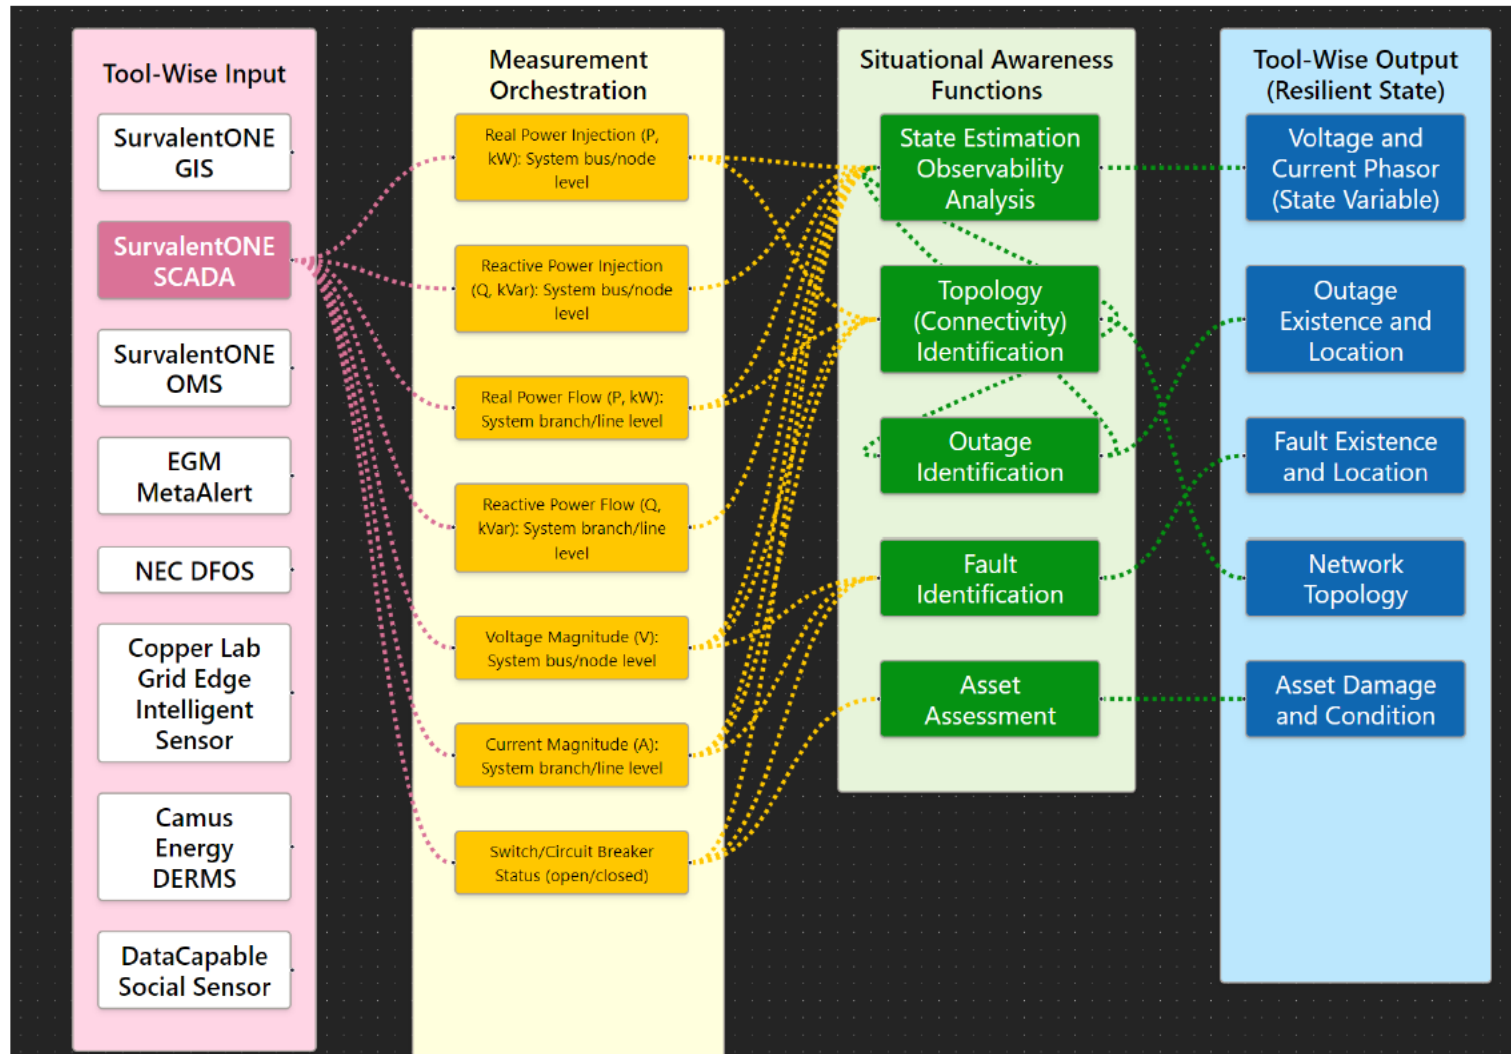 Tool-Wise Input
SurvalentONE
GIS
SurvalentONE
SCADA
SurvalentONE
OMS
EGM
MetaAlert
NEC DFOS
Copper Lab
Grid Edge
Intelligent
Sensor
Camus
Energy
DERMS
DataCapable
Social Sensor
Measurement
Orchestration
Real Power Injection (P,
kW): System bus/node
level
Reactive Power Injection
(Q, kVar): System bus/node
level
Real Power Flow (P, kW):
System branch/line level
Reactive Power Flow (Q,
kVar): System branch/line
level
Voltage Magnitude (V):
System bus/node level
Current Magnitude (A):
System branch/line level
Switch/Circuit Breaker
Status (open/closed)
Situational Awareness
Functions
State Estimation
Observability
Analysis
Topology
(Connectivity)
Identification
Outage
Identification
Fault
Identification
Asset
Assessment
Tool-Wise Output
(Resilient State)
Voltage and
Current Phasor
(State Variable)
Outage
Existence and
Location
Fault Existence
and Location
Network
Topology
Asset Damage
and Condition